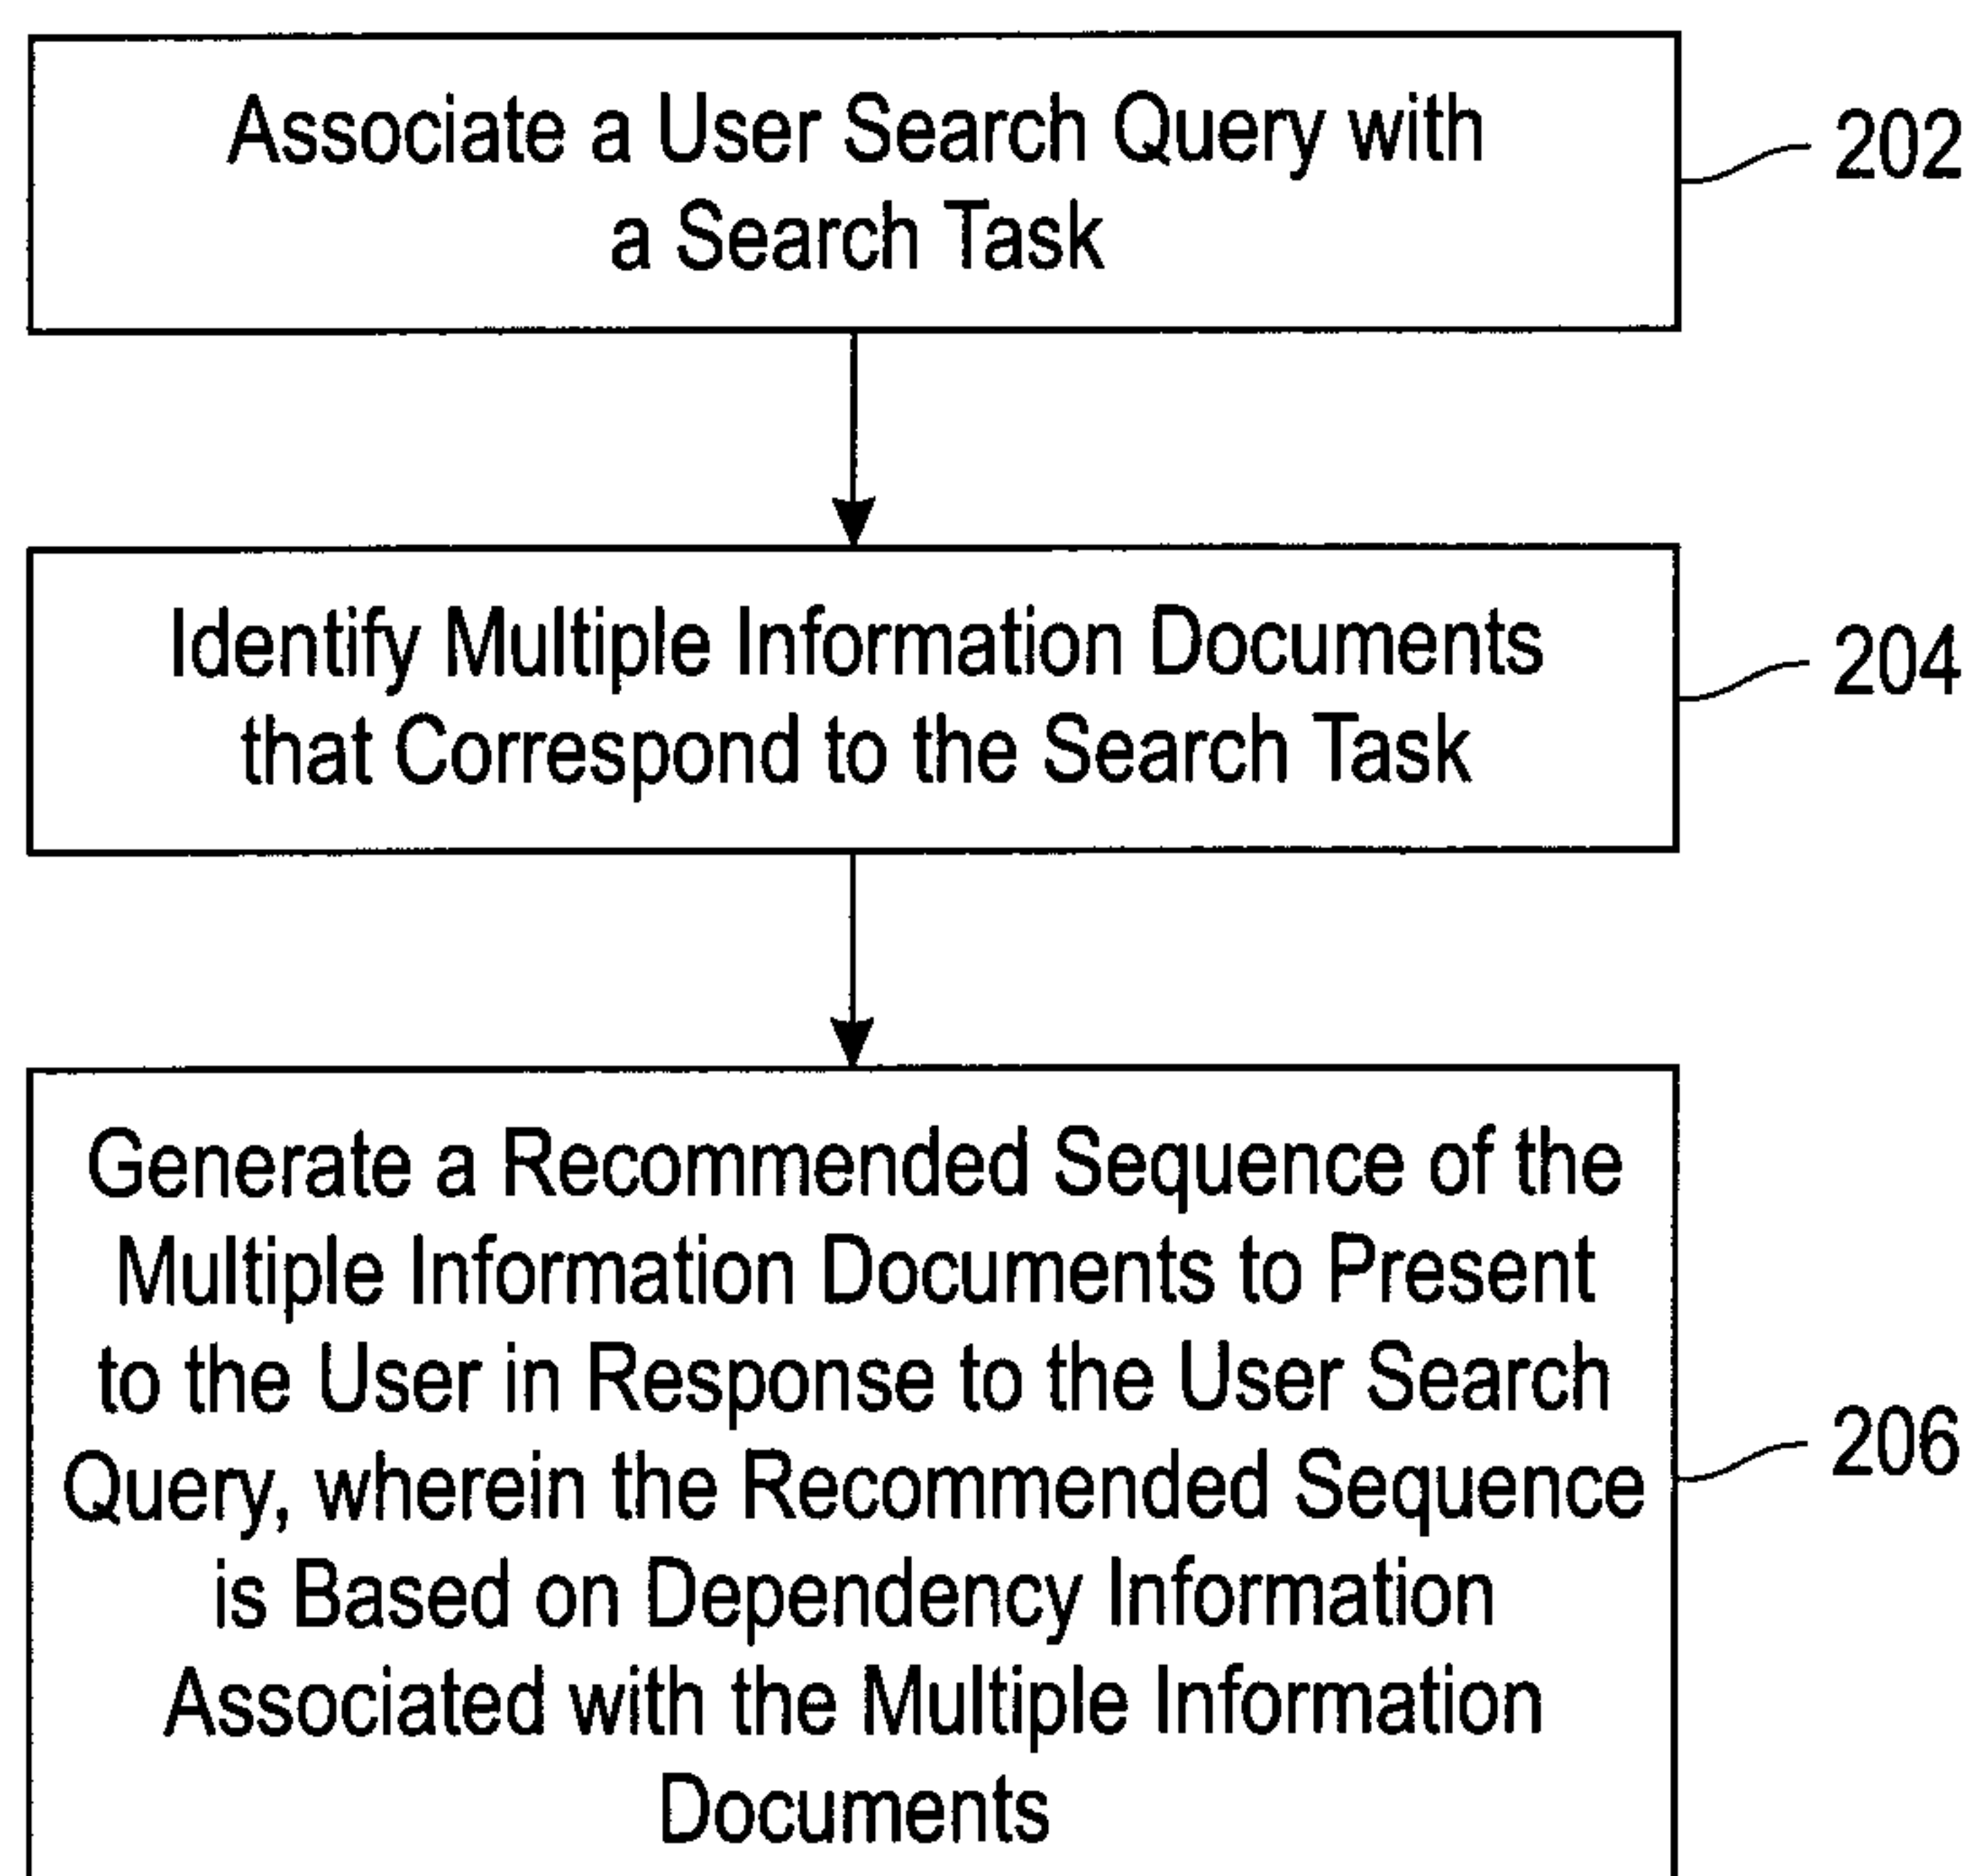 Associate a User Search Query with
a Search Task
202
Identify Multiple Information Documents
that Correspond to the Search Task
204
Generate a Recommended Sequence of the
Multiple Information Documents to Present
to the User in Response to the User Search
Query, wherein the Recommended Sequence
is Based on Dependency Information
Associated with the Multiple Information
Documents
206